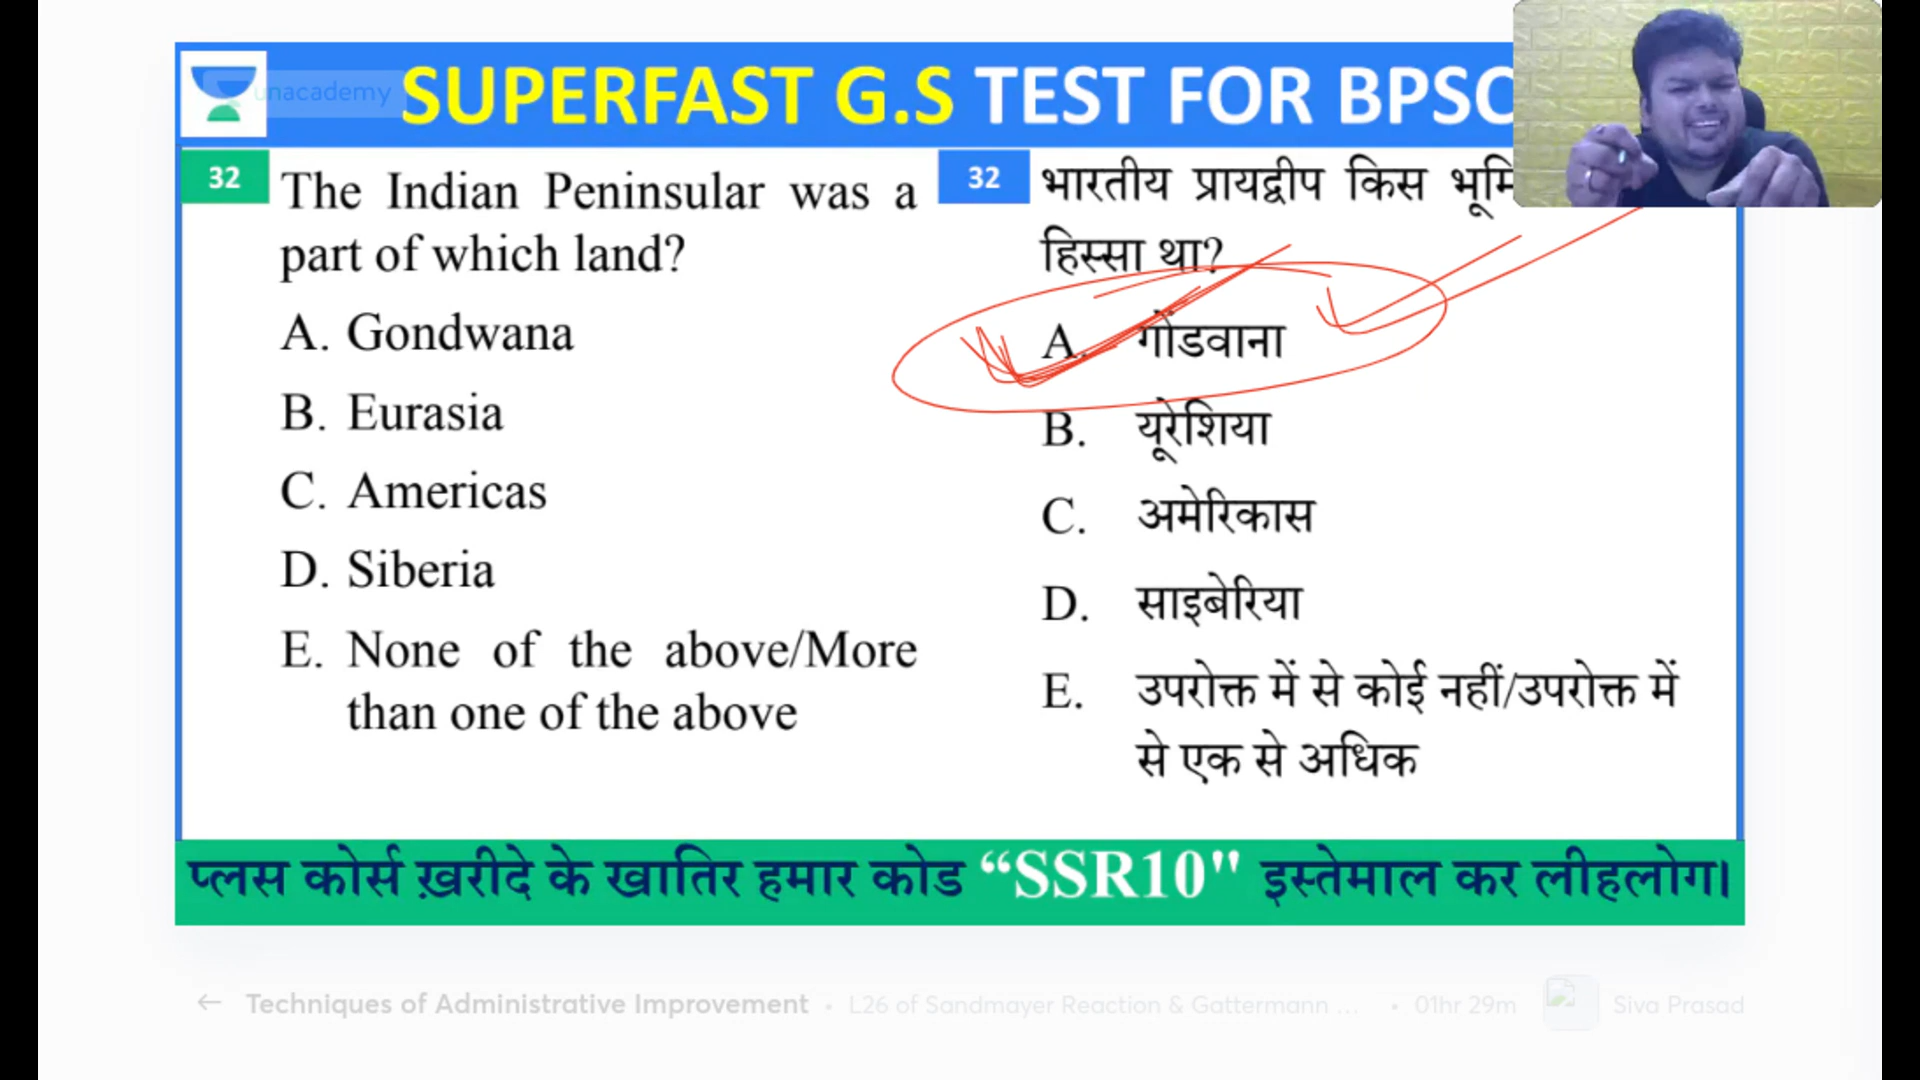 unacademy
SUPERFAST G.S TEST FOR BPSC
32
The Indian Peninsular was a
part of which land?
A. Gondwana
B. Eurasia
C. Americas
D. Siberia
E. None of the above/More
than one of the above
32
भारतीय प्रायद्वीप किस
हिस्सा था?
A. गोंडवाना
B. यूरेशिया
C. अमेरिकास
D. साइबेरिया
E. उपरोक्त में से कोई नहीं/उपरोक्त में
से एक से अधिक
प्लस कोर्स ख़रीदे के खातिर हमार कोड “SSR10" इस्तेमाल कर लीहलोग।
← Techniques of Administrative Improvement • L26 of Sandmayer Reaction & Gattermann ... • 01hr 29m Siva Prasad